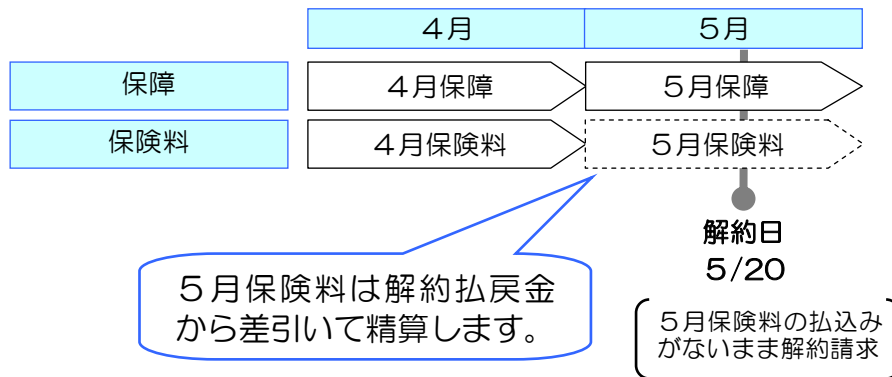 ４月 ５月
保障 ４月保障 ５月保障
保険料 ４月保険料 ５月保険料
５月保険料は解約払戻金
から差引いて精算します。
解約日
5/20
５月保険料の払込み
がないまま解約請求